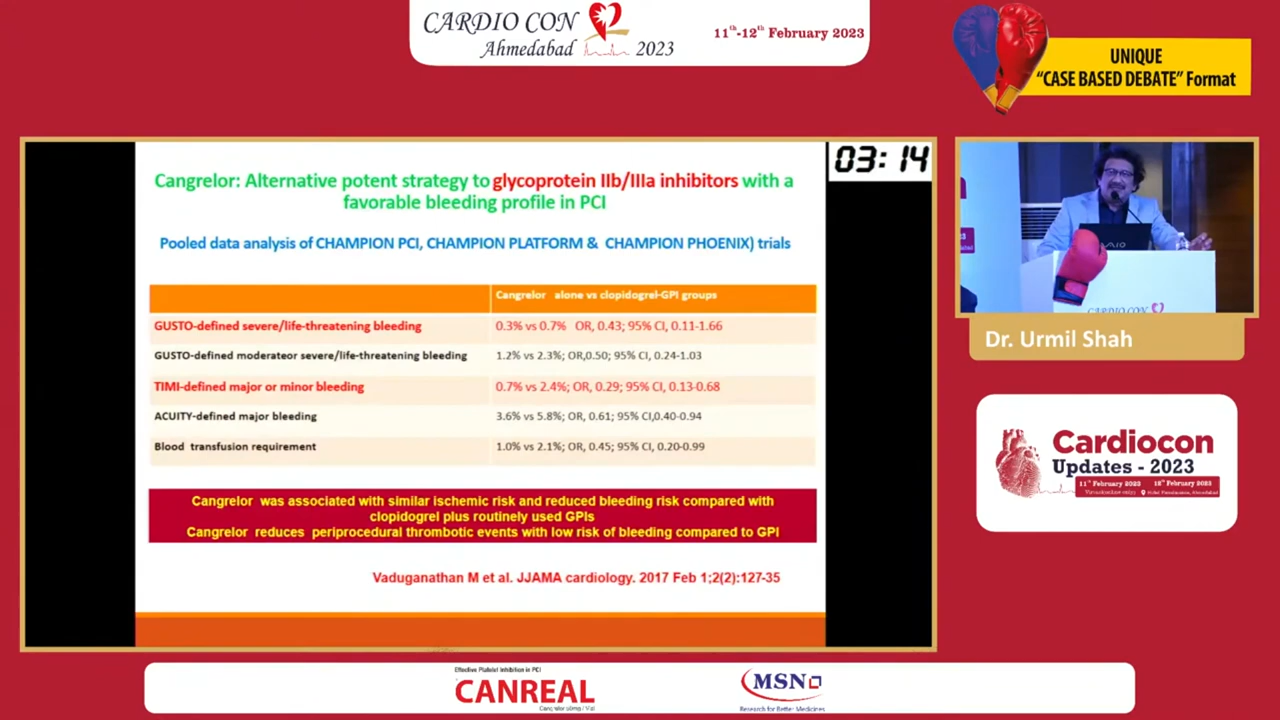 CARDIO CON
Ahmedabad 2023
11th-12th February 2023
UNIQUE
"CASE BASED DEBATE" Format
03:14
Cangrelor: Alternative potent strategy to glycoprotein IIb/IIIa inhibitors with a
favorable bleeding profile in PCI
Pooled data analysis of CHAMPION PCI, CHAMPION PLATFORM & CHAMPION PHOENIX) trials
Cangrelor alone vs clopidogrel-GPI groups
GUSTO-defined severe/life-threatening bleeding 0.3% vs 0.7% OR, 0.43; 95% CI, 0.11-1.66
GUSTO-defined moderateor severe/life-threatening bleeding 1.2% vs 2.3%; OR,0.50; 95% CI, 0.24-1.03
TIMI-defined major or minor bleeding 0.7% vs 2.4%; OR, 0.29; 95% CI, 0.13-0.68
ACUITY-defined major bleeding 3.6% vs 5.8%; OR, 0.61; 95% CI,0.40-0.94
Blood transfusion requirement 1.0% vs 2.1%; OR, 0.45; 95% CI, 0.20-0.99
Cangrelor was associated with similar ischemic risk and reduced bleeding risk compared with
clopidogrel plus routinely used GPIs
Cangrelor reduces periprocedural thrombotic events with low risk of bleeding compared to GPI
Vaduganathan M et al. JJAMA cardiology. 2017 Feb 1;2(2):127-35
VAIO
CARDIO CON
Dr. Urmil Shah
Cardiocon
Updates - 2023
11th February 2023
Effective Platelet Inhibition in PCI
CANREAL
MSN
Research for Better Medicines